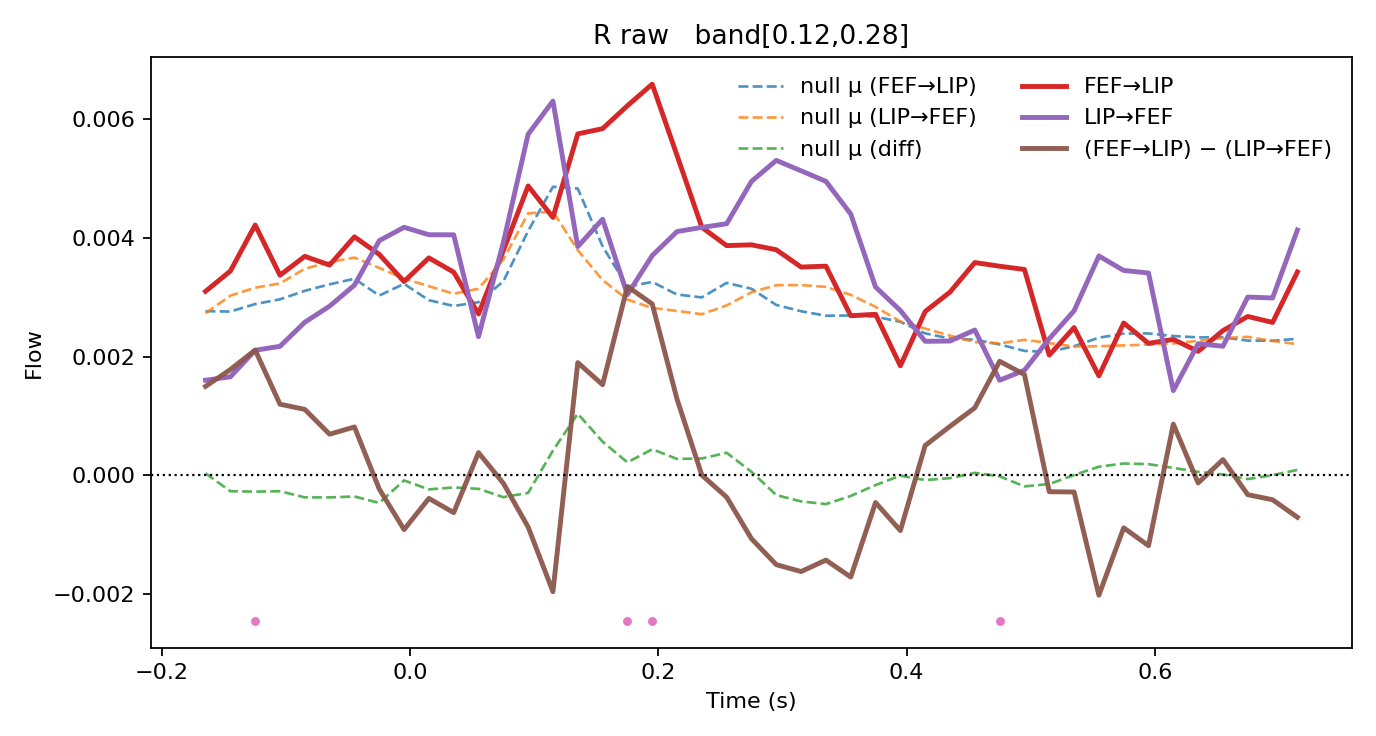 R raw   band[0.12,0.28]
null μ (FEF→LIP)
null μ (LIP→FEF)
null μ (diff)
FEF→LIP
LIP→FEF
(FEF→LIP) − (LIP→FEF)
Flow
0.006
0.004
0.002
0.000
−0.002
−0.2
0.0
0.2
0.4
0.6
Time (s)